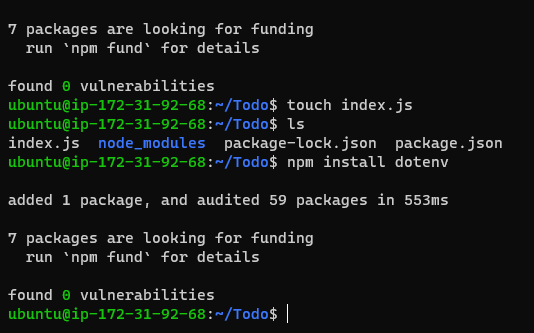 7 packages are looking for funding
  run `npm fund` for details
found 0 vulnerabilities
ubuntu@ip-172-31-92-68:~/Todo$ touch index.js
ubuntu@ip-172-31-92-68:~/Todo$ ls
index.js  node_modules  package-lock.json  package.json
ubuntu@ip-172-31-92-68:~/Todo$ npm install dotenv
added 1 package, and audited 59 packages in 553ms
7 packages are looking for funding
  run `npm fund` for details
found 0 vulnerabilities
ubuntu@ip-172-31-92-68:~/Todo$